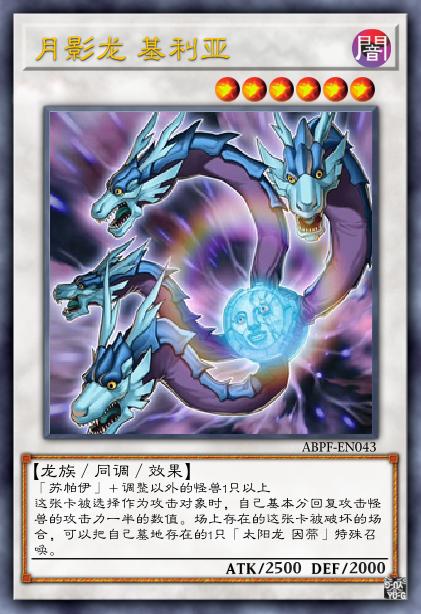 月影龙 基利亚
闇
ABPF-EN043
【龙族/同调/效果】
「苏帕伊」+调整以外的怪兽1只以上
这张卡被选择作为攻击对象时,自己基本分回复攻击怪
兽的攻击力一半的数值。场上存在的这张卡被破坏的场
合,可以把自己墓地存在的1只「太阳龙 因蒂」特殊召
唤。
ATK/2500 DEF/2000